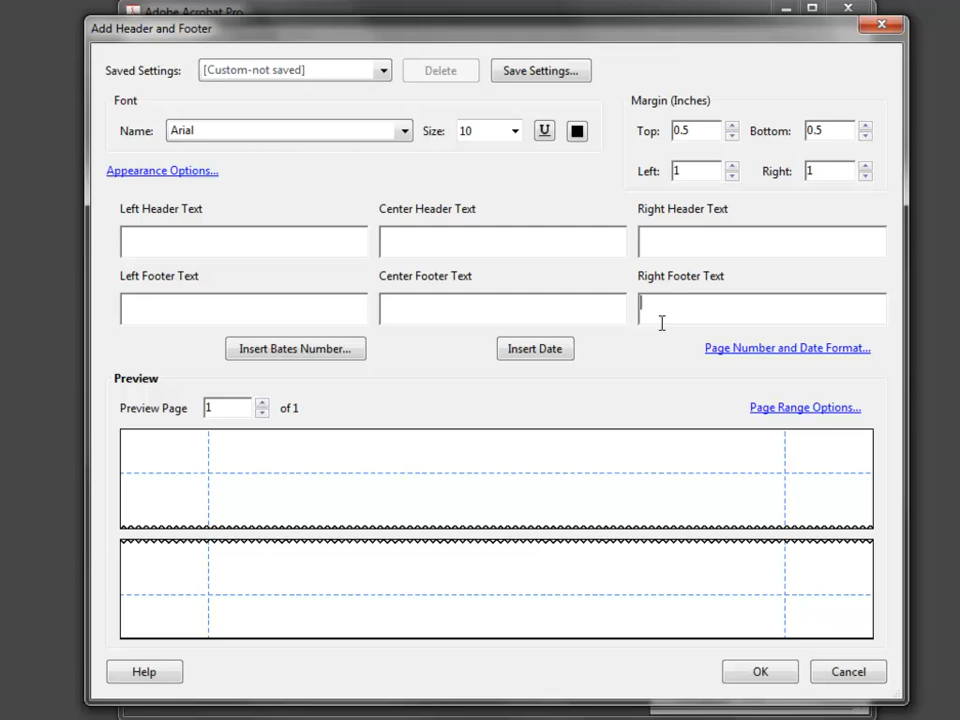 Adobe Acrobat Pro
Add Header and Footer
Saved Settings: [Custom-not saved] Delete Save Settings...
Font
Name: Arial Size: 10 U
Margin (Inches)
Top: 0.5 Bottom: 0.5
Left: 1 Right: 1
Appearance Options...
Left Header Text Center Header Text Right Header Text
Left Footer Text Center Footer Text Right Footer Text
Insert Bates Number... Insert Date Page Number and Date Format...
Preview
Preview Page 1 of 1 Page Range Options...
Help OK Cancel